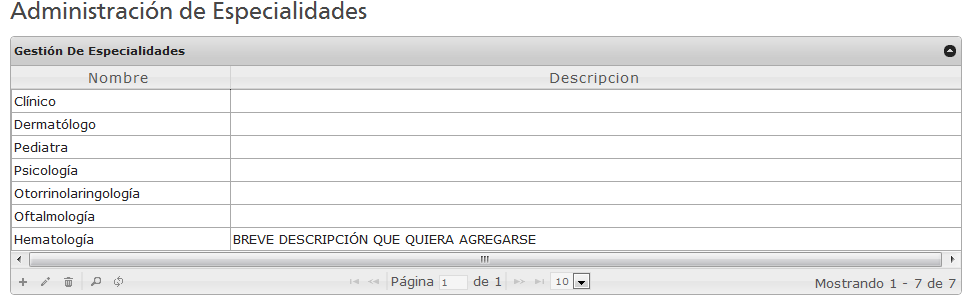 Administración de Especialidades
Gestión De Especialidades
Nombre Descripcion
Clínico
Dermatólogo
Pediatra
Psicología
Otorrinolaringología
Oftalmología
Hematología BREVE DESCRIPCIÓN QUE QUIERA AGREGARSE
Página 1 de 1 10 Mostrando 1 - 7 de 7